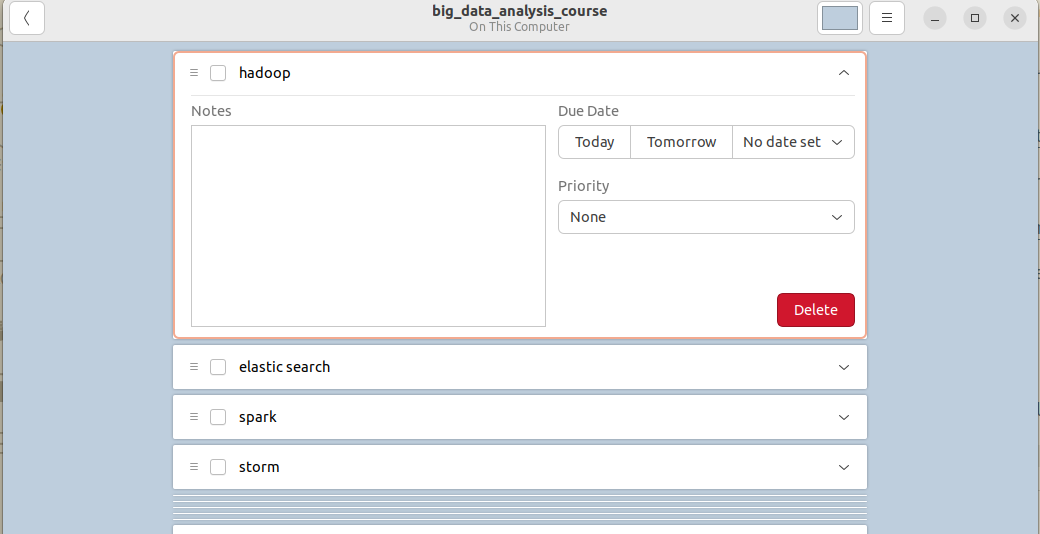 big_data_analysis_course
On This Computer
hadoop
Notes
Due Date
Today Tomorrow No date set
Priority
None
Delete
elastic search
spark
storm